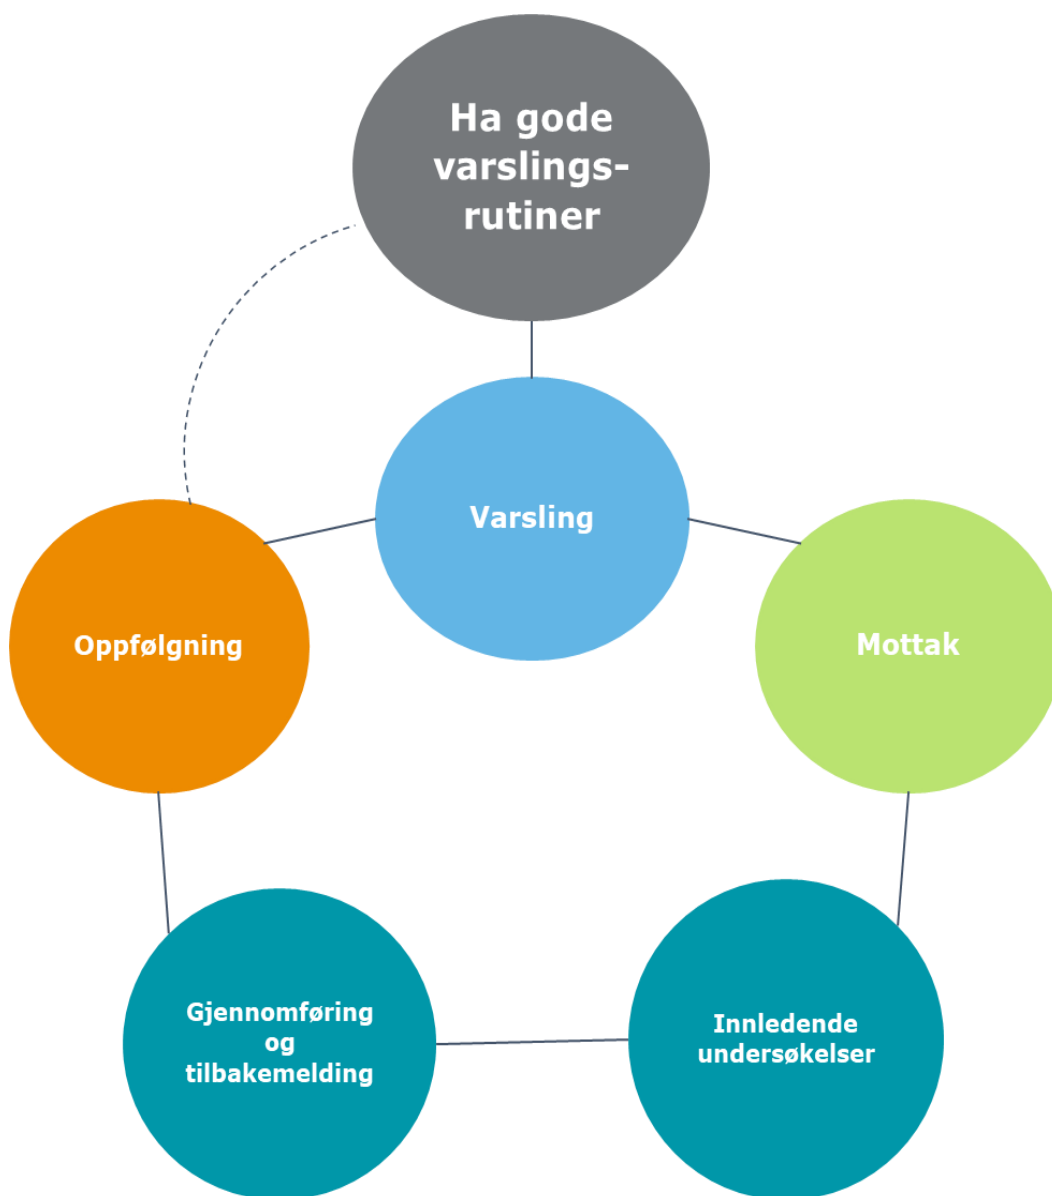 Ha gode
varslings-
rutiner
Varsling
Oppfølgning
Mottak
Gjennomføring
og
tilbakemelding
Innledende
undersøkelser